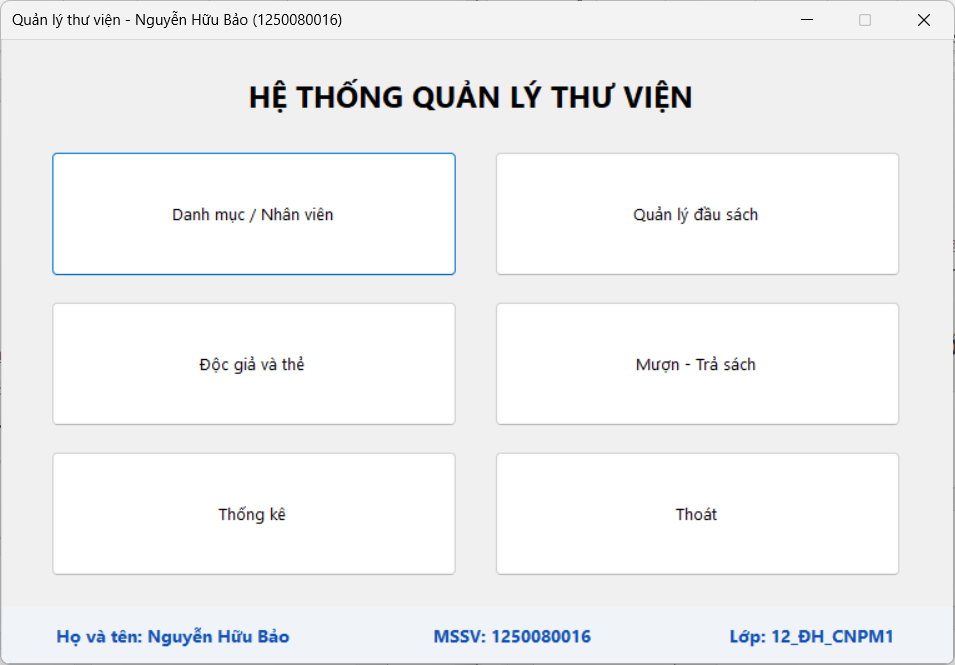 Quản lý thư viện - Nguyễn Hữu Bảo (1250080016)
HỆ THỐNG QUẢN LÝ THƯ VIỆN
Danh mục / Nhân viên
Quản lý đầu sách
Độc giả và thẻ
Mượn - Trả sách
Thống kê
Thoát
Họ và tên: Nguyễn Hữu Bảo
MSSV: 1250080016
Lớp: 12_ĐH_CNPM1